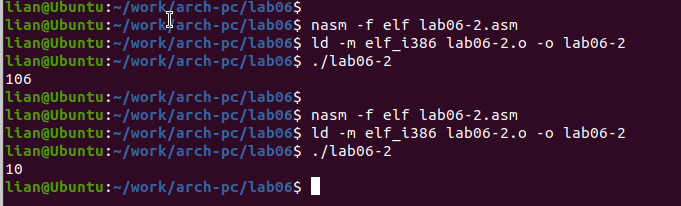 lian@Ubuntu:~/work/arch-pc/lab06$
lian@Ubuntu:~/work/arch-pc/lab06$ nasm -f elf lab06-2.asm
lian@Ubuntu:~/work/arch-pc/lab06$ ld -m elf_i386 lab06-2.o -o lab06-2
lian@Ubuntu:~/work/arch-pc/lab06$ ./lab06-2
106
lian@Ubuntu:~/work/arch-pc/lab06$
lian@Ubuntu:~/work/arch-pc/lab06$ nasm -f elf lab06-2.asm
lian@Ubuntu:~/work/arch-pc/lab06$ ld -m elf_i386 lab06-2.o -o lab06-2
lian@Ubuntu:~/work/arch-pc/lab06$ ./lab06-2
10
lian@Ubuntu:~/work/arch-pc/lab06$